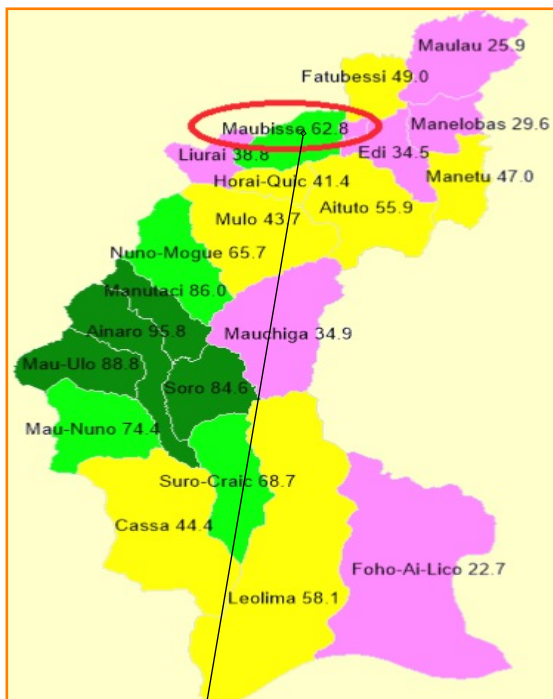 Maulau 25.9
Fatubessi 49.0
Maubisse 62.8
Manelobas 29.6
Liurai 38.8
Edi 34.5
Horai-Quic 41.4
Manetu 47.0
Aituto 55.9
Mulo 43.7
Nuno-Mogue 65.7
Manutaci 86.0
Ainaro 95.8
Mauchiga 34.9
Mau-Ulo 88.8
Soro 84.6
Mau-Nuno 74.4
Suro-Craic 68.7
Cassa 44.4
Foho-Ai-Lico 22.7
Leolima 58.1